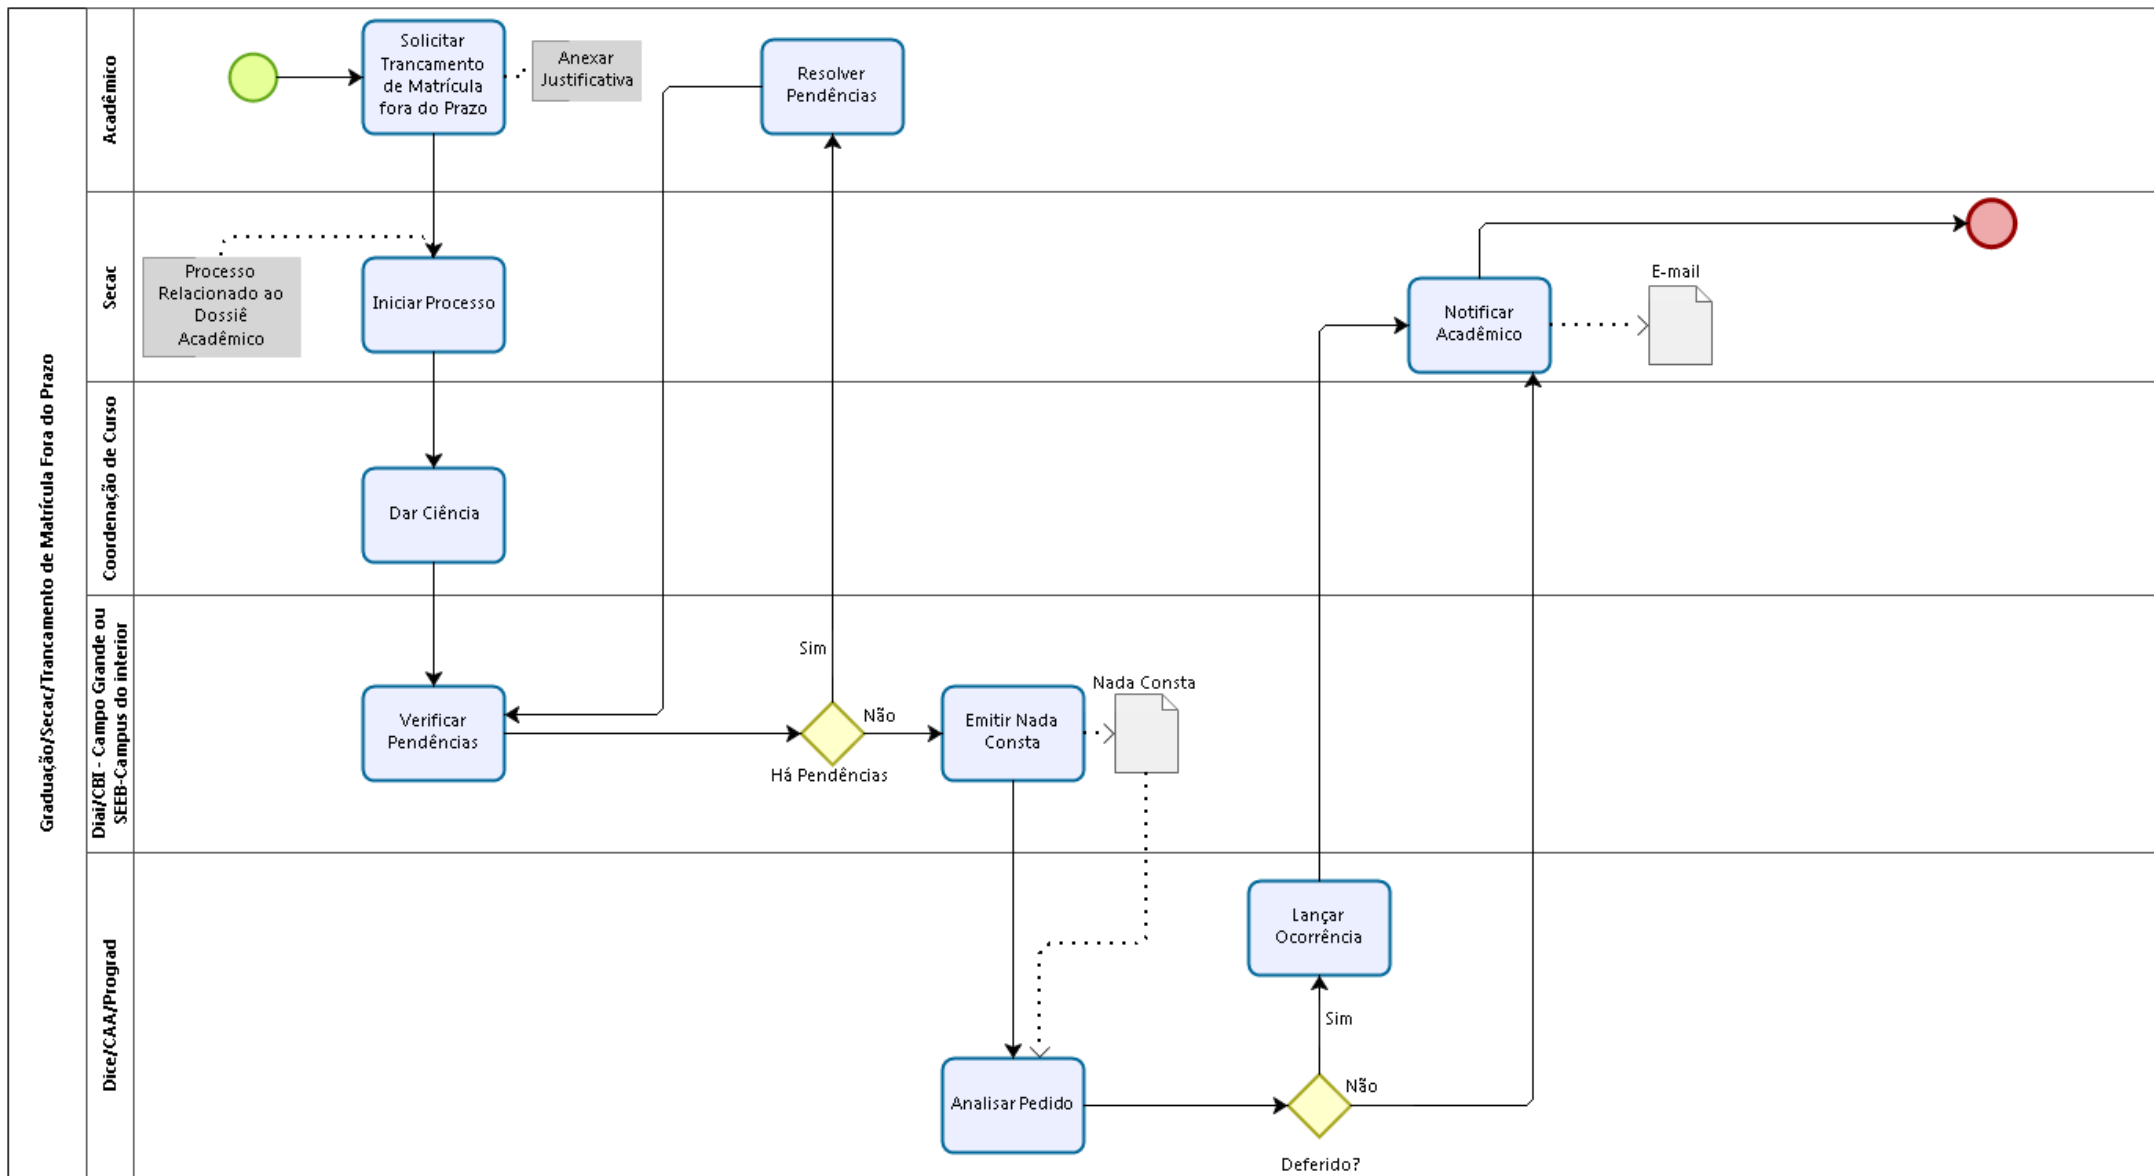 Graduação/Secac/Trancamento de Matrícula Fora do Prazo
Acadêmico
Solicitar
Trancamento
de Matrícula
fora do Prazo
Anexar
Justificativa
Resolver
Pendências
Secac
Processo
Relacionado ao
Dossiê
Acadêmico
Iniciar Processo
Notificar
Acadêmico
E-mail
Coordenação de Curso
Dar Ciência
Diai/CBI - Campo Grande ou
SEEB-Campus do interior
Verificar
Pendências
Sim
Não
Há Pendências
Emitir Nada
Consta
Nada Consta
Dice/CAA/Prograd
Lançar
Ocorrência
Sim
Analisar Pedido
Não
Deferido?